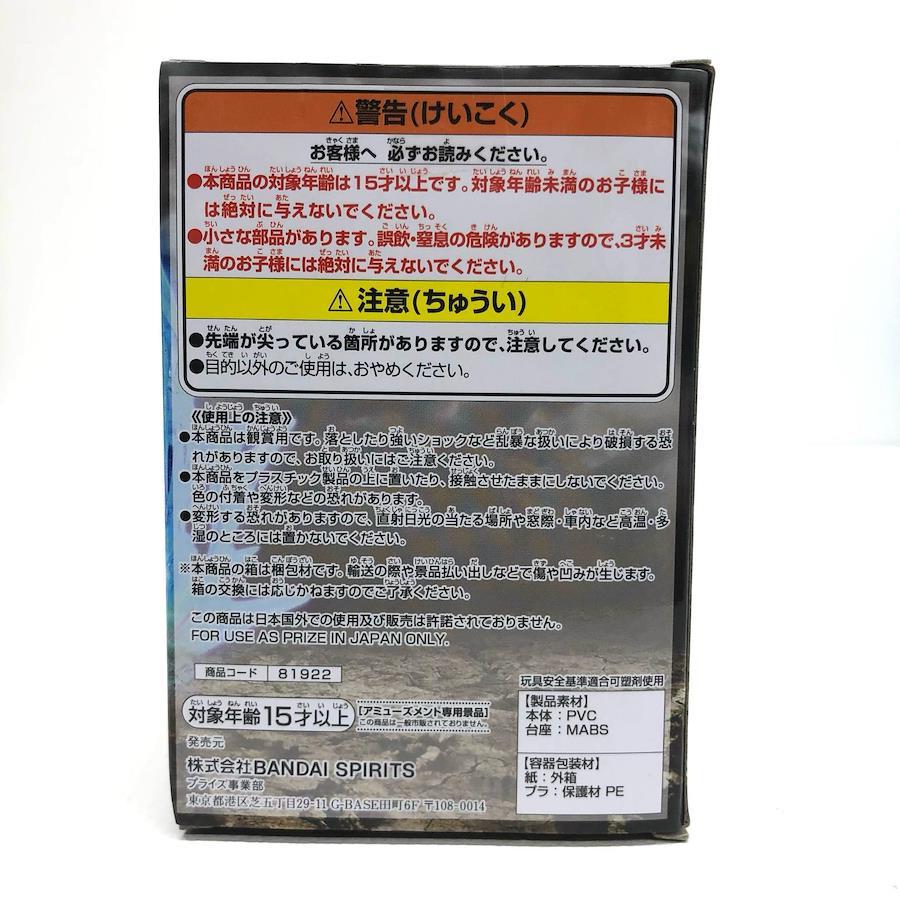 ⚠警告(けいこく)
お客様へ 必ずお読みください。
●本商品の対象年齢は15才以上です。対象年齢未満のお子様に
は絶対に与えないでください。
●小さな部品があります。誤飲・窒息の危険がありますので、3才未
満のお子様には絶対に与えないでください。
⚠注意(ちゅうい)
●先端が尖っている箇所がありますので、注意してください。
●目的以外のご使用は、おやめください。
《使用上の注意》
●本商品は観賞用です。落としたり強いショックなど乱暴な扱いにより破損する恐
れがありますので、お取り扱いにはご注意ください。
●本商品をプラスチック製品の上に置いたり、接触させたままにしないでください。
色の付着や変形などの恐れがあります。
●変形する恐れがありますので、直射日光の当たる場所や窓際・車内など高温・多
湿のところには置かないでください。
※本商品の箱は梱包材です。輸送の際や景品払い出しなどで傷や凹みが生じます。
箱の交換には応じかねますのでご了承ください。
この商品は日本国外での使用及び販売は許諾されておりません。
FOR USE AS PRIZE IN JAPAN ONLY.
商品コード 81922
対象年齢15才以上
【アミューズメント専用景品】
この商品は一般市販されておりません。
発売元
株式会社BANDAI SPIRITS
プライズ事業部
東京都港区芝五丁目29-11 G-BASE田町6F 〒108-0014
玩具安全基準適合可塑剤使用
【製品素材】
本体:PVC
台座:MABS
【容器包装材】
紙:外箱
プラ:保護材 PE